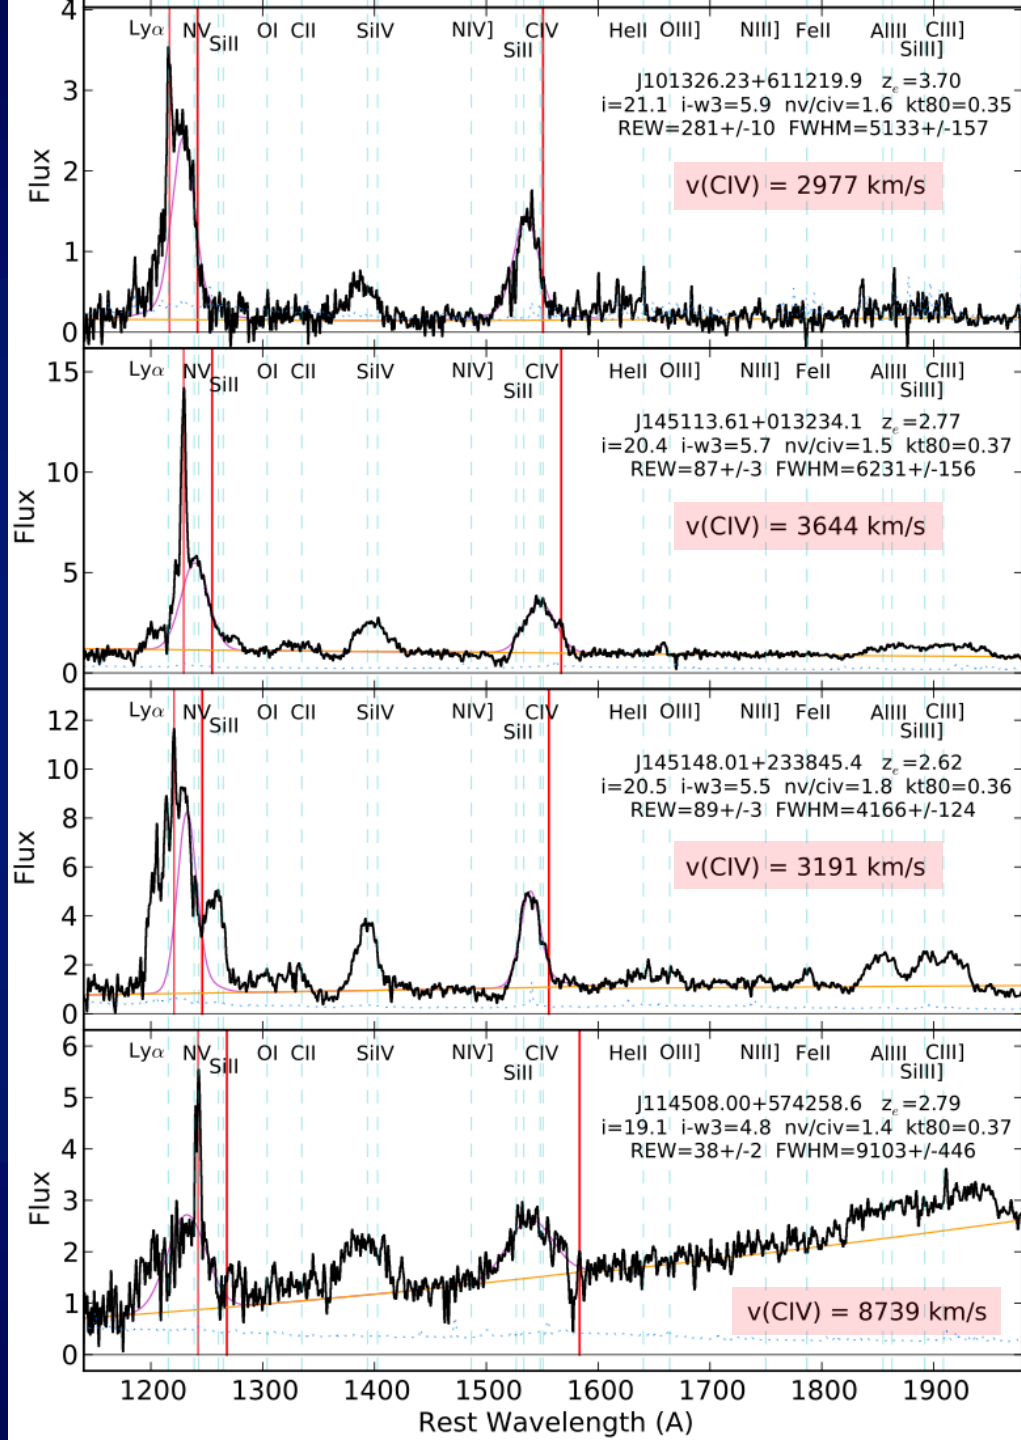 4
Lyα NV SiII OI CII SiIV NIV] SiII CIV HeII OIII] NIII] FeII AlIII SiIII] CIII]
J101326.23+611219.9 zₑ=3.70
i=21.1 i-w3=5.9 nv/civ=1.6 kt80=0.35
REW=281+/-10 FWHM=5133+/-157
v(CIV) = 2977 km/s
3
2
1
0
Flux
15
Lyα NV SiII OI CII SiIV NIV] SiII CIV HeII OIII] NIII] FeII AlIII SiIII] CIII]
J145113.61+013234.1 zₑ=2.77
i=20.4 i-w3=5.7 nv/civ=1.5 kt80=0.37
REW=87+/-3 FWHM=6231+/-156
v(CIV) = 3644 km/s
10
5
0
Flux
12
Lyα NV SiII OI CII SiIV NIV] SiII CIV HeII OIII] NIII] FeII AlIII SiIII] CIII]
J145148.01+233845.4 zₑ=2.62
i=20.5 i-w3=5.5 nv/civ=1.8 kt80=0.36
REW=89+/-3 FWHM=4166+/-124
v(CIV) = 3191 km/s
10
8
6
4
2
0
Flux
6
Lyα NV SiII OI CII SiIV NIV] SiII CIV HeII OIII] NIII] FeII AlIII SiIII] CIII]
J114508.00+574258.6 zₑ=2.79
i=19.1 i-w3=4.8 nv/civ=1.4 kt80=0.37
REW=38+/-2 FWHM=9103+/-446
v(CIV) = 8739 km/s
5
4
3
2
1
0
Flux
1200 1300 1400 1500 1600 1700 1800 1900
Rest Wavelength (A)